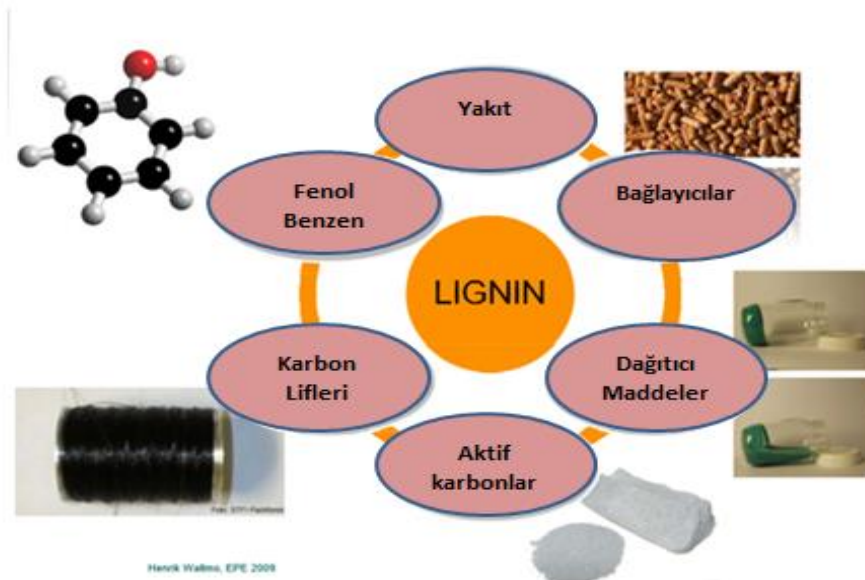 Yakıt
Fenol
Benzen
Bağlayıcılar
LIGNIN
Karbon
Lifleri
Dağıtıcı
Maddeler
Aktif
karbonlar
Henrik Wallmo, EPE 2009